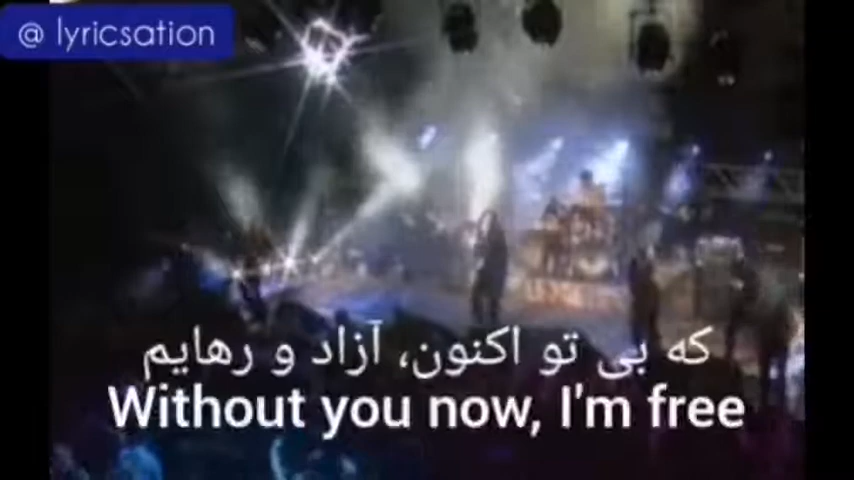 @ lyricsation
که بی تو اکنون، آزاد و رهایم
Without you now, I'm free